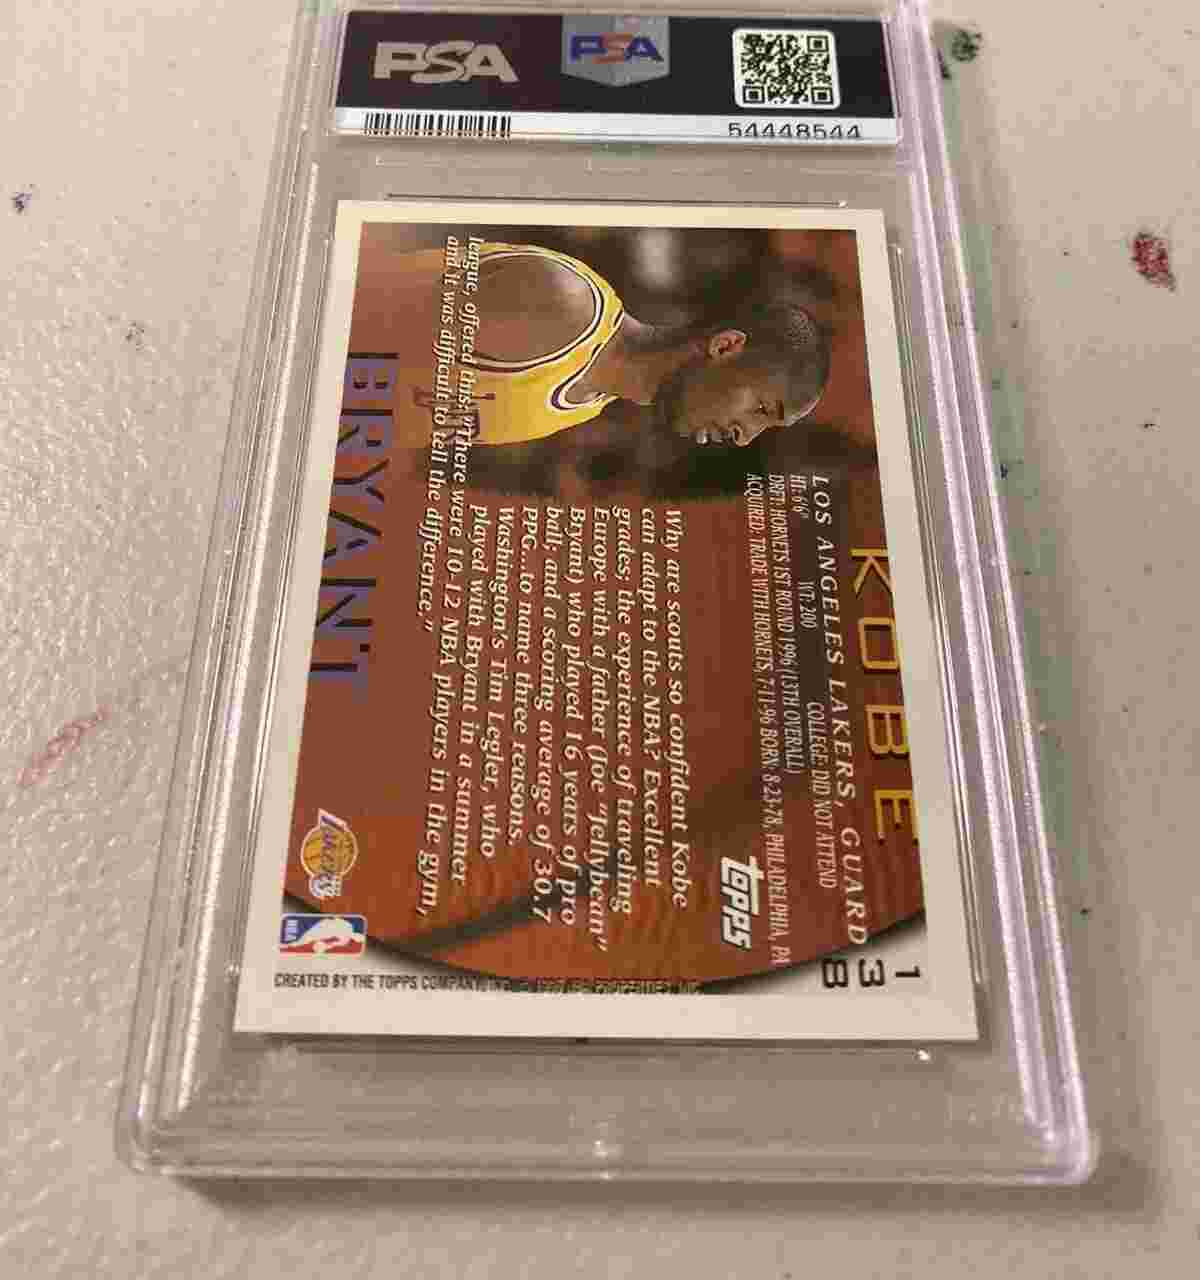 PSA
PSA
54448544
138
KOBE
LOS ANGELES LAKERS, GUARD
HT: 6'6" WT: 200 COLLEGE: DID NOT ATTEND
DRFT: HORNETS 1ST ROUND 1996 (13TH OVERALL)
ACQUIRED: TRADE WITH HORNETS, 7-11-96 BORN: 8-23-78, PHILADELPHIA, PA
topps
Why are scouts so confident Kobe
can adapt to the NBA? Excellent
grades; the experience of traveling
Europe with a father (Joe "Jellybean"
Bryant) who played 16 years of pro
ball; and a scoring average of 30.7
PPG...to name three reasons.
Washington's Tim Legler, who
played with Bryant in a summer
league, offered this: "There were 10-12 NBA players in the gym,
and it was difficult to tell the difference."
BRYANT
Lakers
NBA
CREATED BY THE TOPPS COMPANY, INC.